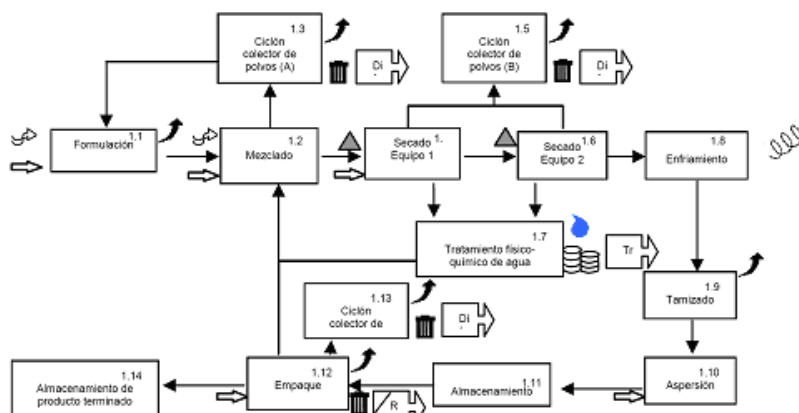 1.3
Ciclón
colector de
polvos (A)
Di
1.5
Ciclón
colector de
polvos (B)
Di
1.1
Formulación
1.2
Mezclado
1.
Secado
Equipo 1
1.6
Secado
Equipo 2
1.8
Enfriamiento
1.7
Tratamiento físico-
químico de agua
Tr
1.9
Tamizado
1.13
Ciclón
colector de
Di
1.14
Almacenamiento de
producto terminado
1.12
Empaque
R
1.11
Almacenamiento
1.10
Aspersión